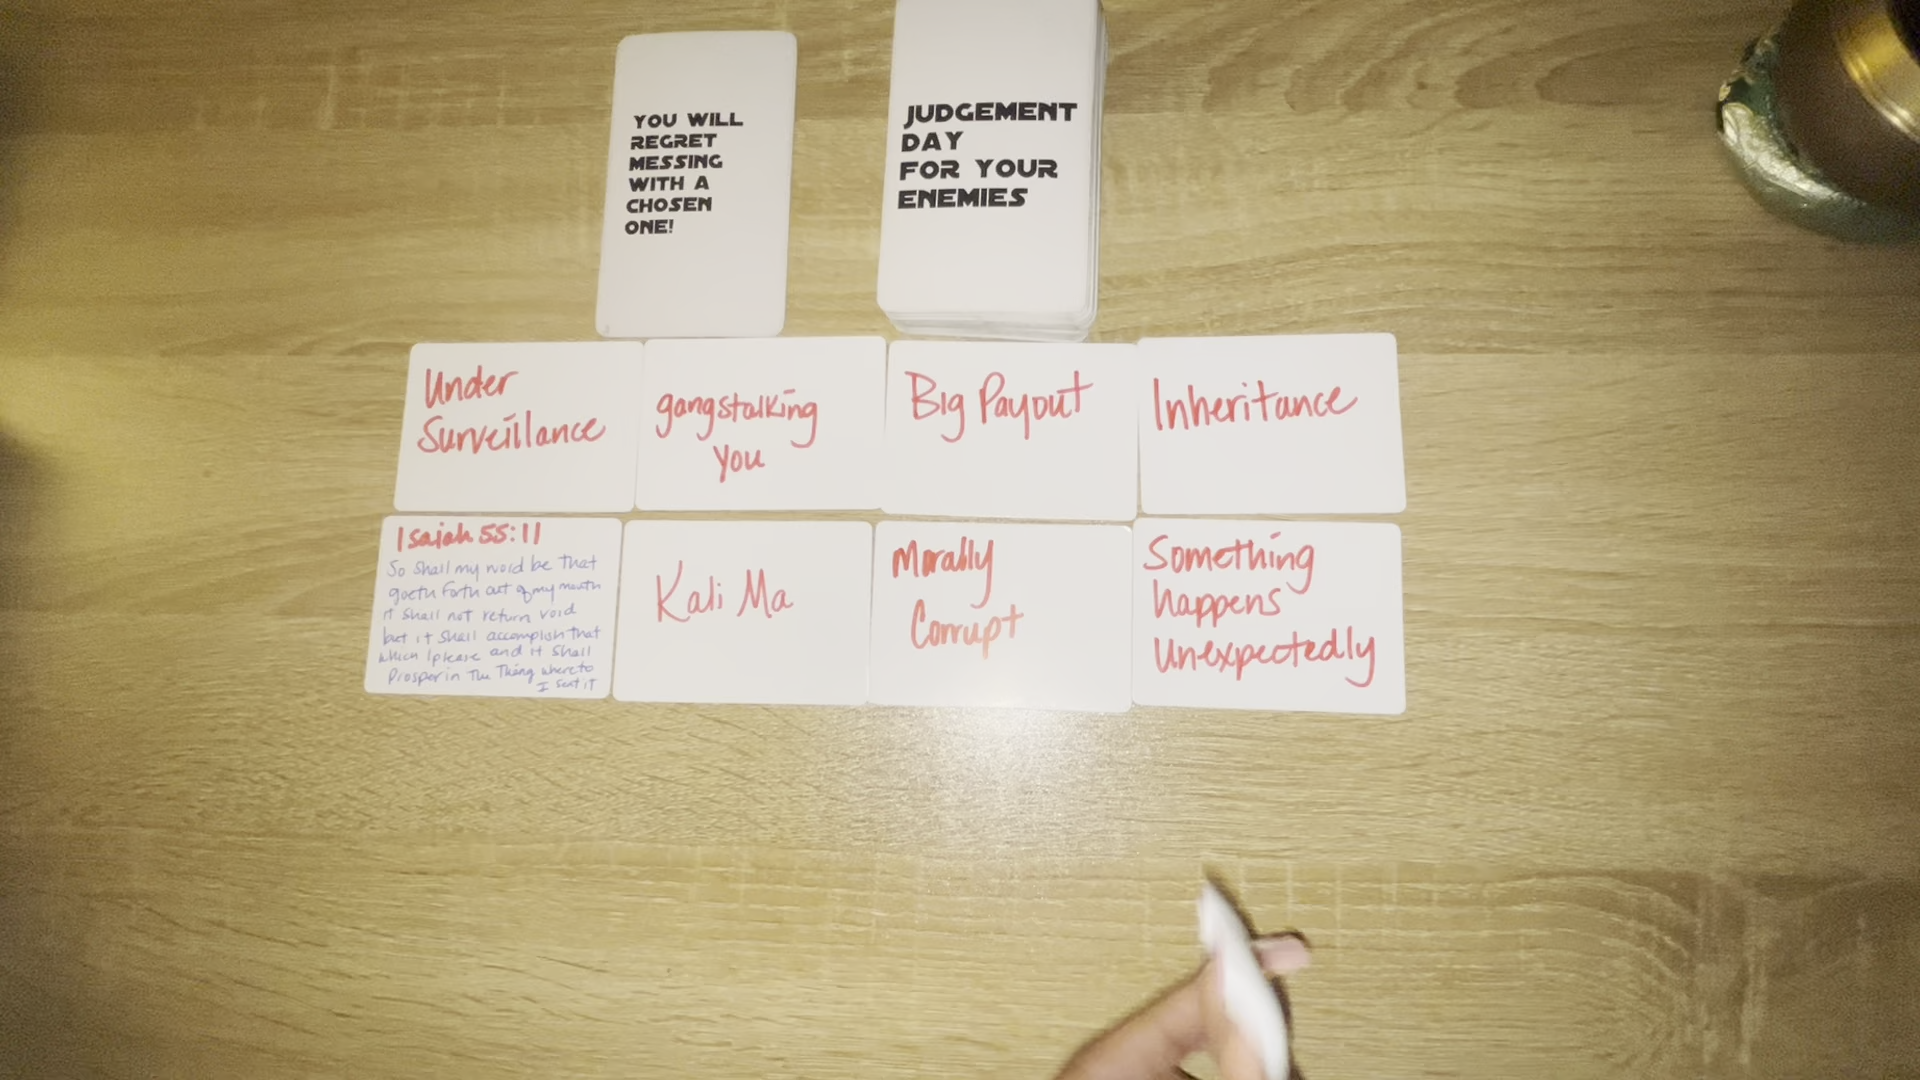 YOU WILL
REGRET
MESSING
WITH A
CHOSEN
ONE!
JUDGEMENT
DAY
FOR YOUR
ENEMIES
Under
Surveillance
gangstalking
You
Big Payout
Inheritance
Isaiah 55:11
So shall my word be that
goeth forth out of my mouth
it shall not return void
but it shall accomplish that
which I please and it shall
Prosper in The Thing whereto
I sent it
Kali Ma
Morally
Corrupt
Something
happens
Unexpectedly